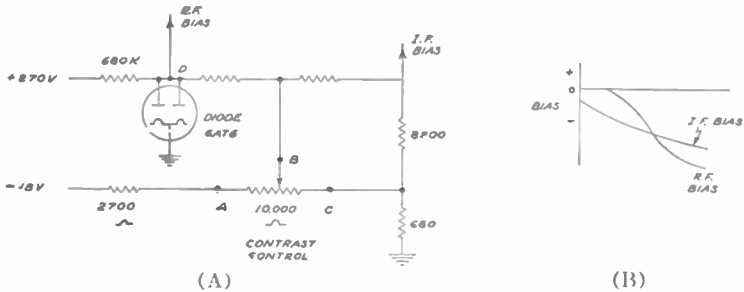 R.F.
BIAS
I.F.
BIAS
680K
D
+270V
DIODE
6AT6
8200
B
-18V
2700
A
10,000
C
680
CONTRAST
CONTROL
(A)
+
0
BIAS
-
I.F. BIAS
R.F.
BIAS
(B)